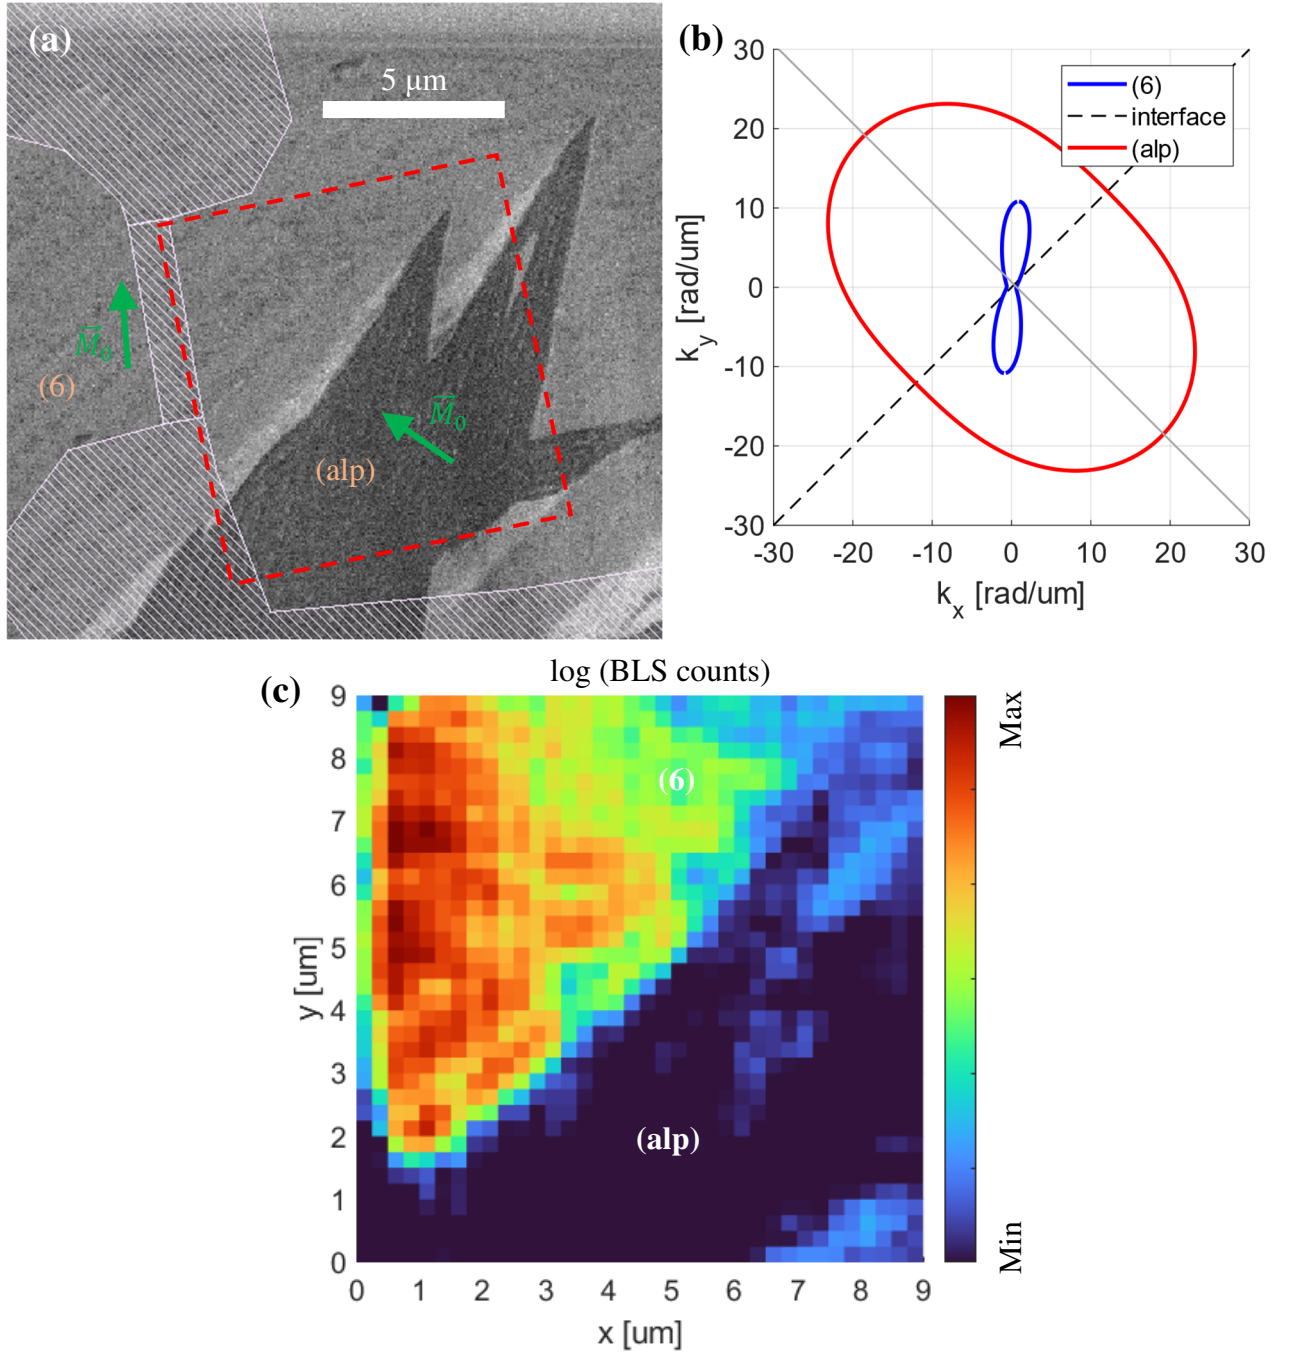 (a)
5 μm
M⃗0
(6)
M⃗0
(alp)
(b)
30
20
10
0
-10
-20
-30
-30 -20 -10 0 10 20 30
ky [rad/um]
kx [rad/um]
(6)
interface
(alp)
(c)
log (BLS counts)
9
8
7
6
5
4
3
2
1
0
0 1 2 3 4 5 6 7 8 9
y [um]
x [um]
(6)
(alp)
Max
Min